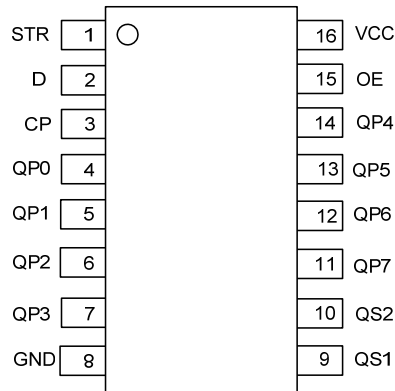 STR 1 16 VCC
D 2 15 OE
CP 3 14 QP4
QP0 4 13 QP5
QP1 5 12 QP6
QP2 6 11 QP7
QP3 7 10 QS2
GND 8 9 QS1